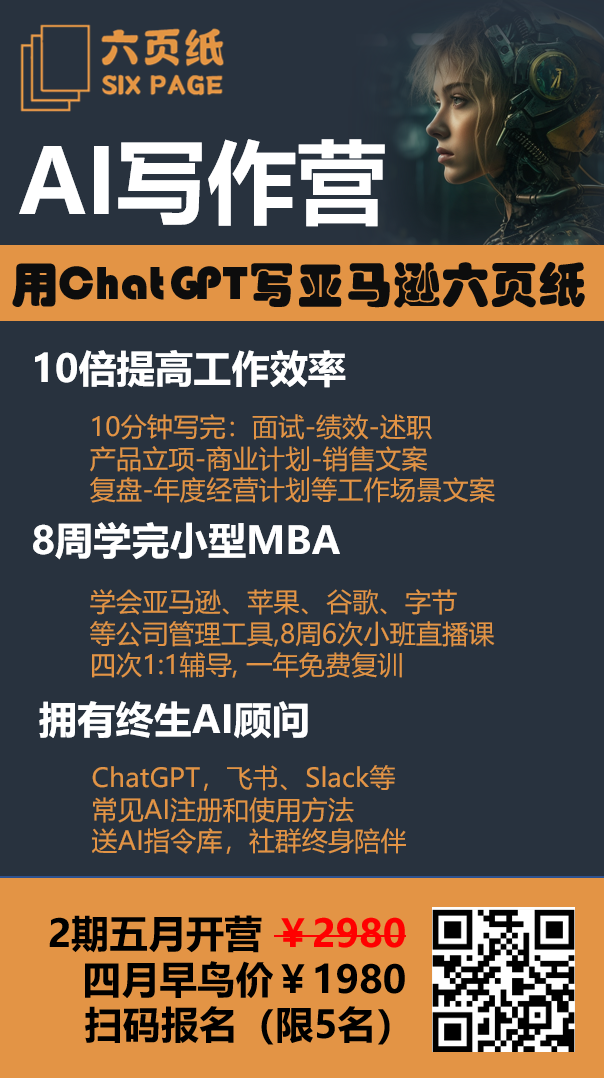 六页纸
SIX PAGE
AI写作营
用ChatGPT写亚马逊六页纸
10倍提高工作效率
10分钟写完：面试-绩效-述职
产品立项-商业计划-销售文案
复盘-年度经营计划等工作场景文案
8周学完小型MBA
学会亚马逊、苹果、谷歌、字节
等公司管理工具,8周6次小班直播课
四次1:1辅导, 一年免费复训
拥有终生AI顾问
ChatGPT，飞书、Slack等
常见AI注册和使用方法
送AI指令库，社群终身陪伴
2期五月开营 ￥2980
四月早鸟价￥1980
扫码报名（限5名）